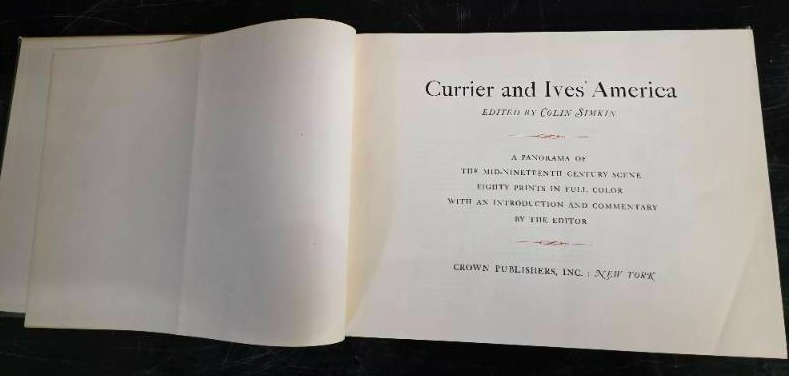 Currier and Ives' America
EDITED BY COLIN SIMKIN
A PANORAMA OF
THE MID-NINETEENTH CENTURY SCENE
EIGHTY PRINTS IN FULL COLOR
WITH AN INTRODUCTION AND COMMENTARY
BY THE EDITOR
CROWN PUBLISHERS, INC. : NEW YORK